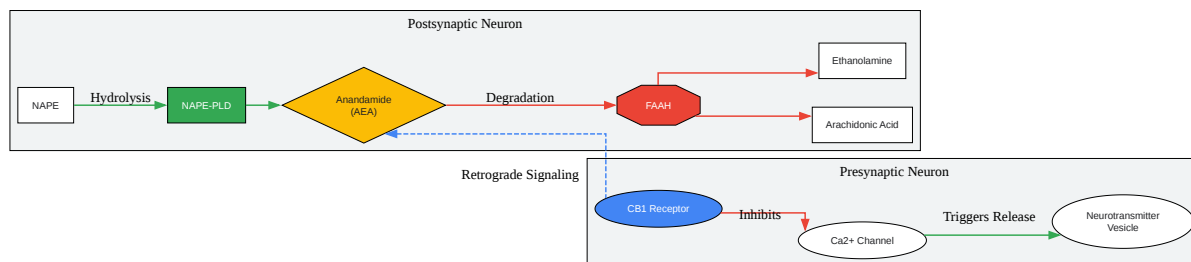 Postsynaptic Neuron
Ethanolamine
NAPE
Hydrolysis
NAPE-PLD
Anandamide
(AEA)
Degradation
FAAH
Arachidonic Acid
Retrograde Signaling
Presynaptic Neuron
CB1 Receptor
Inhibits
Ca2+ Channel
Triggers Release
Neurotransmitter
Vesicle